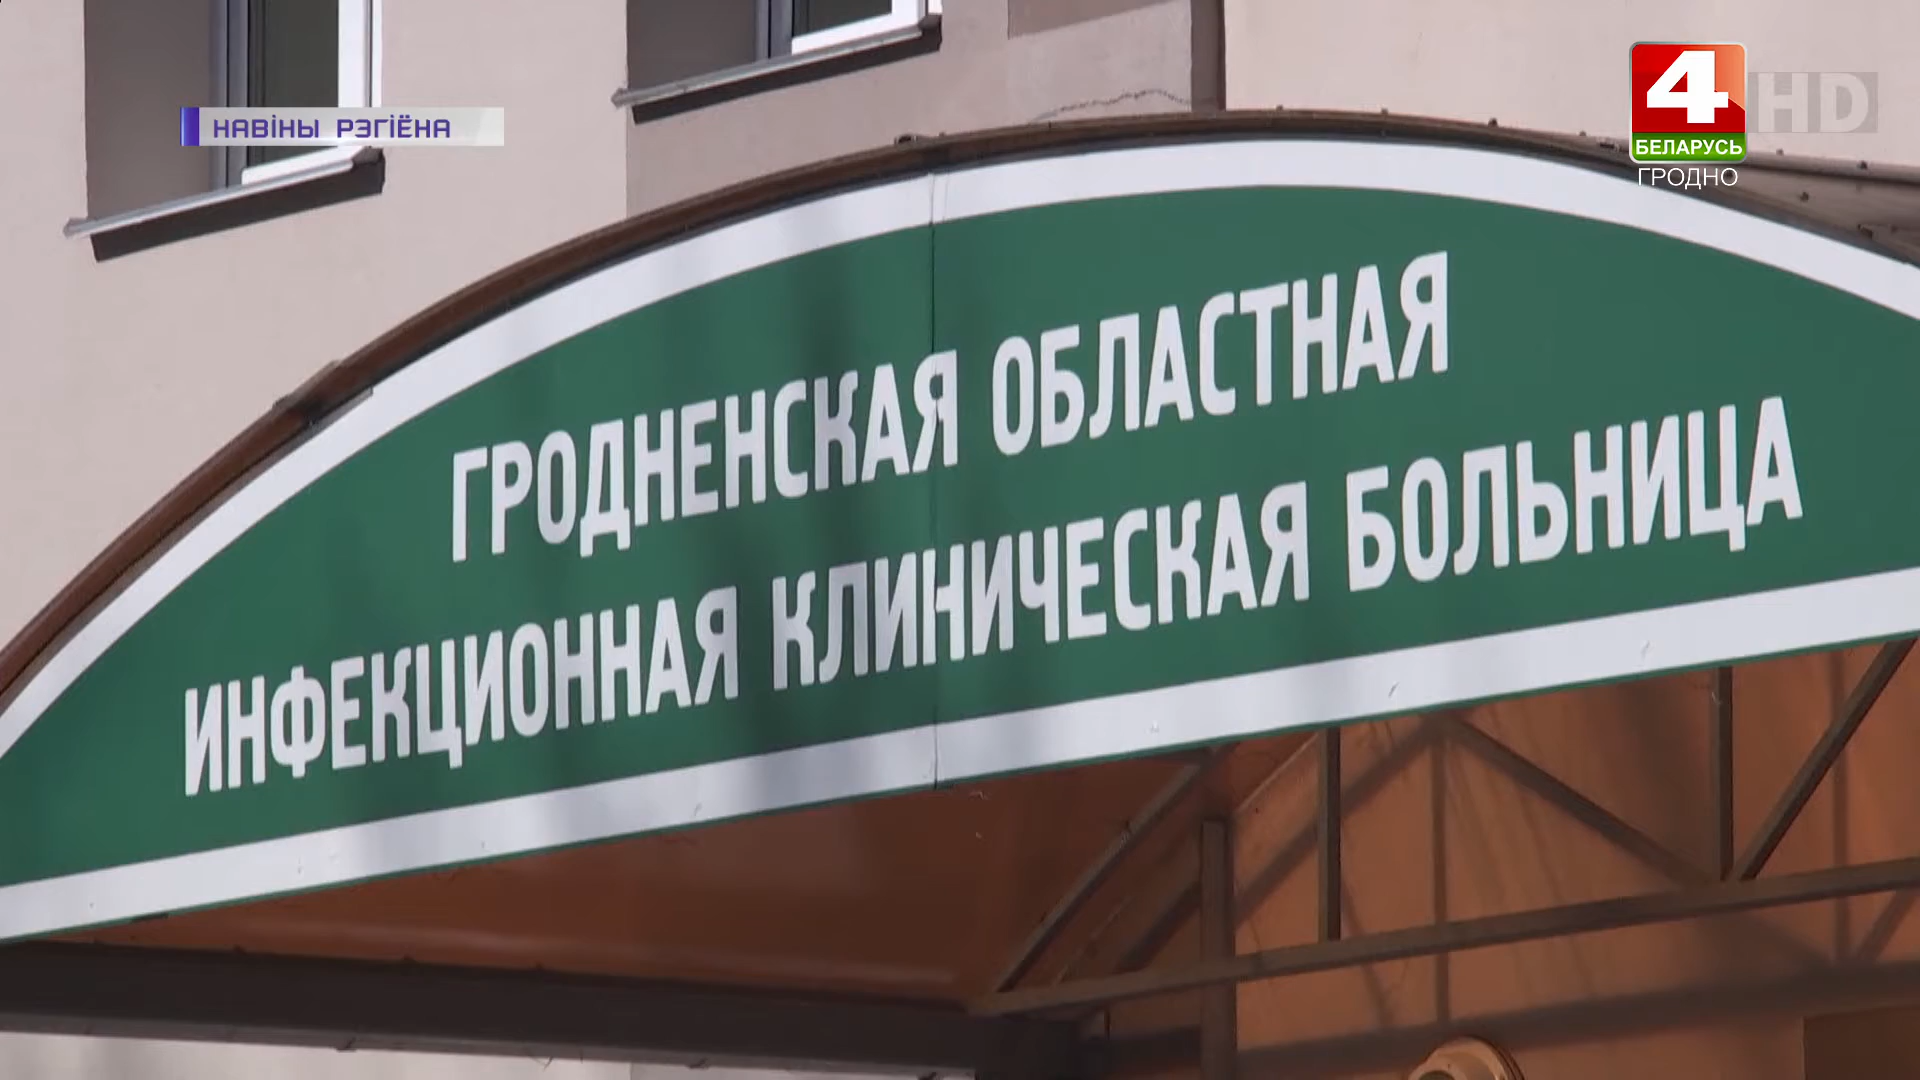 НАВІНЫ РЭГІЁНА
4 HD
БЕЛАРУСЬ
ГРОДНО
ГРОДНЕНСКАЯ ОБЛАСТНАЯ
ИНФЕКЦИОННАЯ КЛИНИЧЕСКАЯ БОЛЬНИЦА